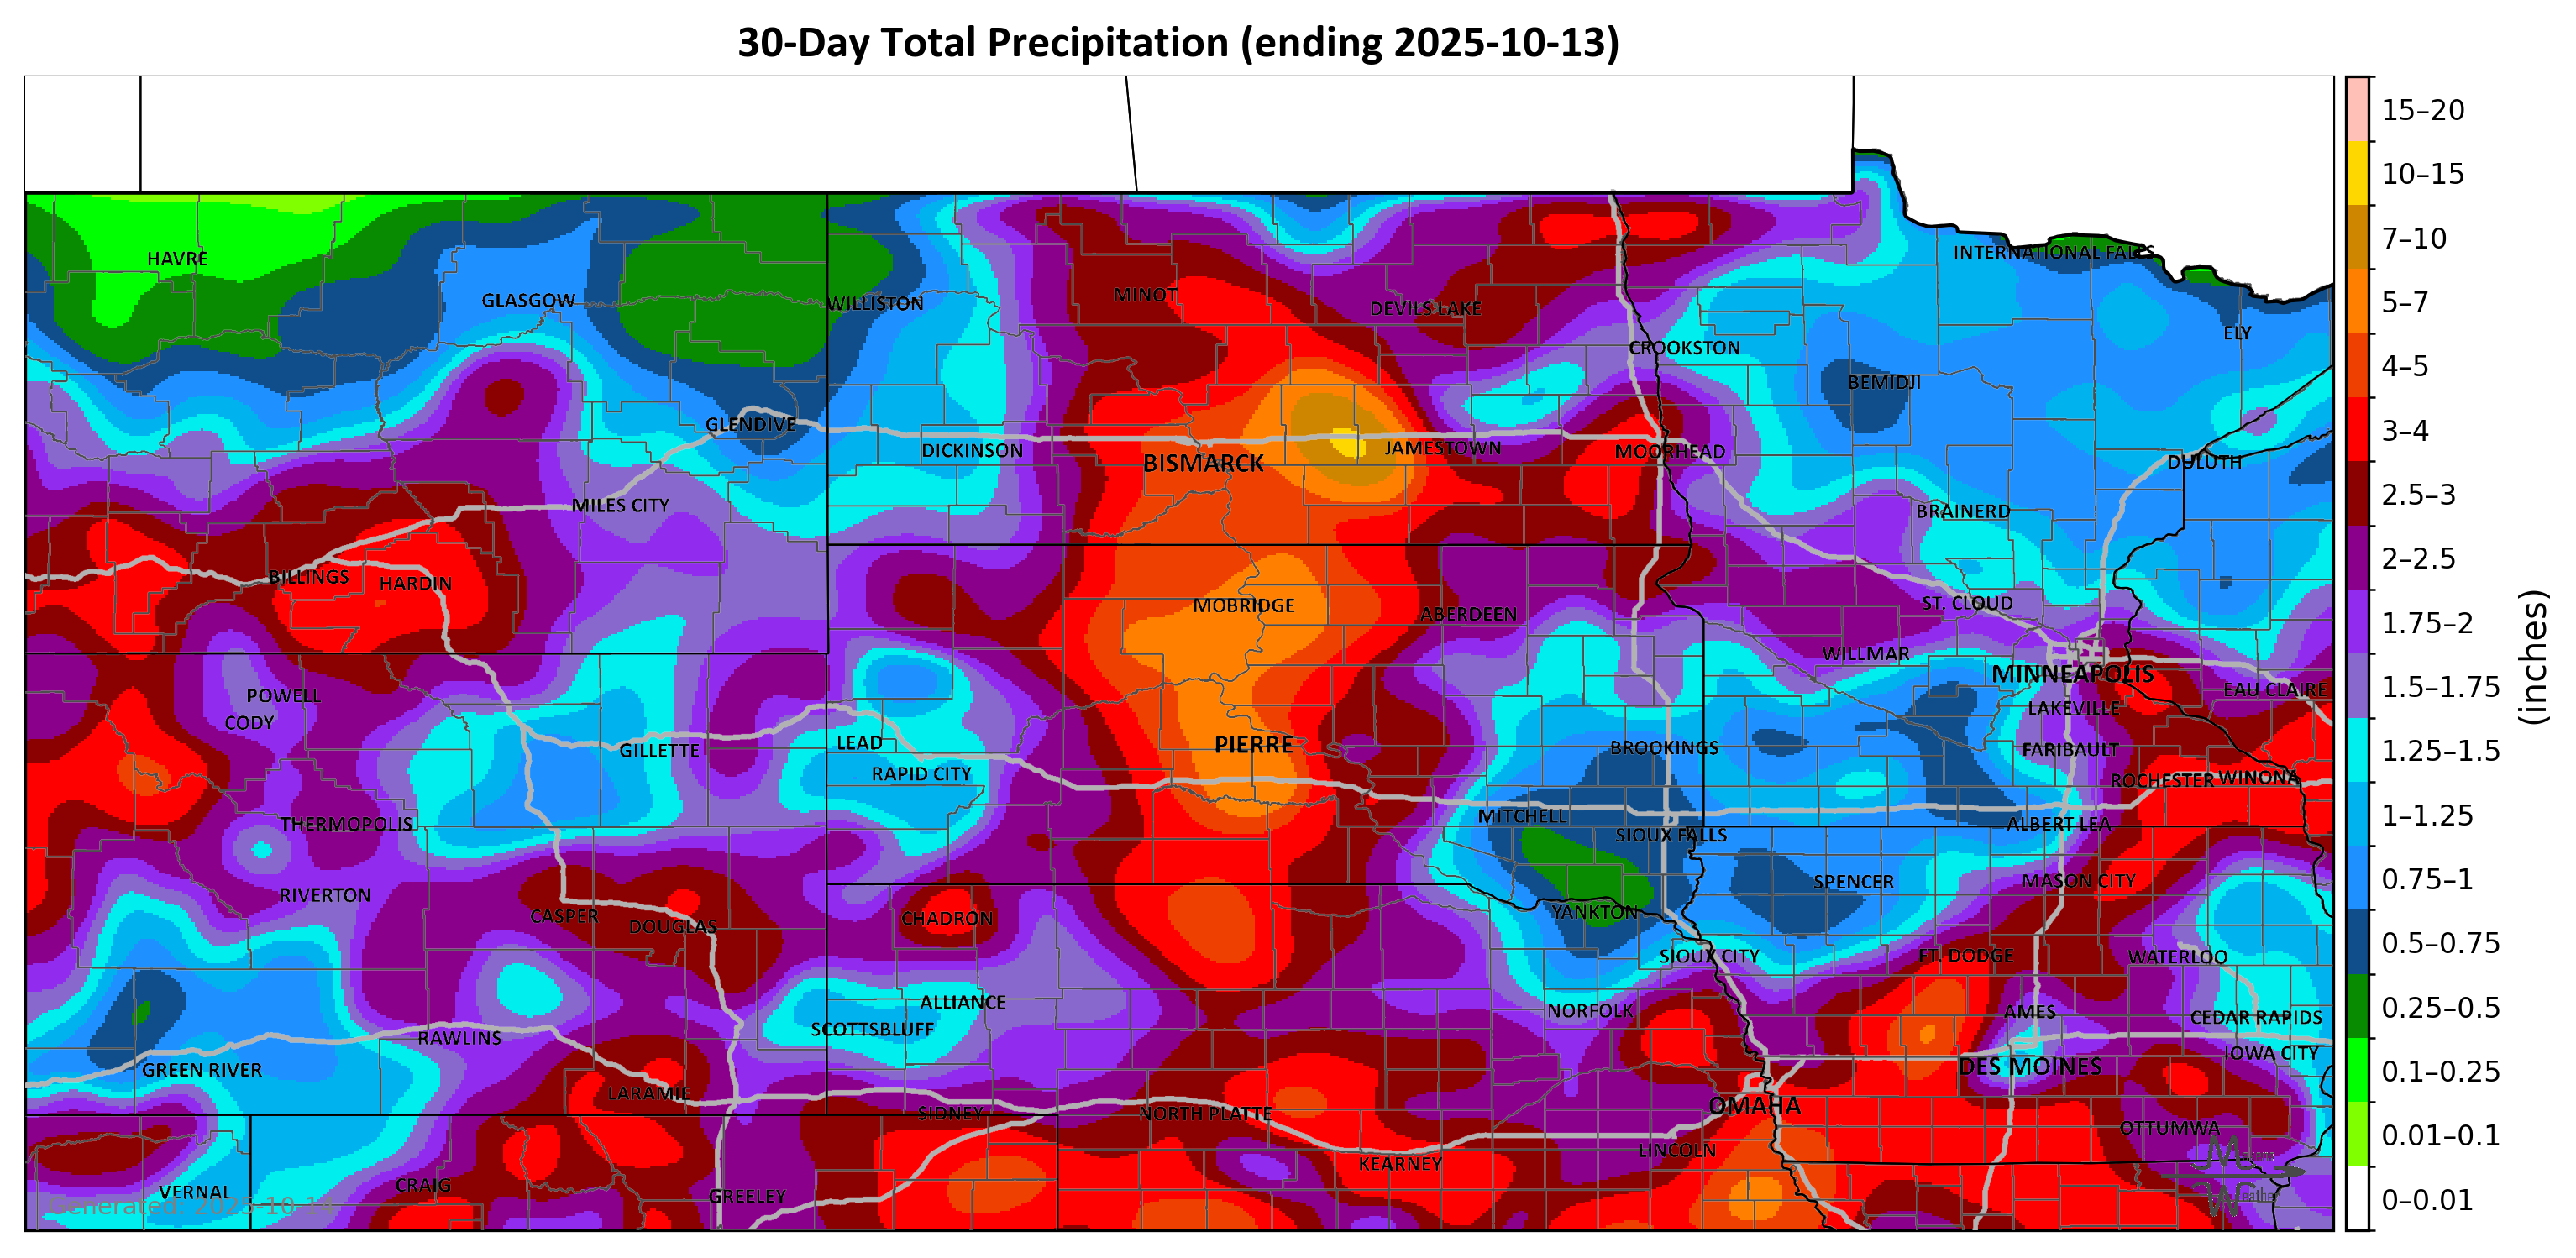 30-Day Total Precipitation (ending 2025-10-13)
15–20
10–15
7–10
5–7
4–5
3–4
2.5–3
2–2.5
1.75–2
1.5–1.75
1.25–1.5
1–1.25
0.75–1
0.5–0.75
0.25–0.5
0.1–0.25
0.01–0.1
0–0.01
(inches)
HAVRE
INTERNATIONAL FALLS
GLASGOW
MINOT
WILLISTON
DEVILS LAKE
ELY
CROOKSTON
BEMIDJI
GLENDIVE
DICKINSON
BISMARCK
JAMESTOWN
MOORHEAD
DULUTH
MILES CITY
BRAINERD
BILLINGS
HARDIN
MOBRIDGE
ABERDEEN
ST. CLOUD
WILLMAR
MINNEAPOLIS
POWELL
EAU CLAIRE
CODY
LAKEVILLE
GILLETTE
LEAD
PIERRE
BROOKINGS
FARIBAULT
RAPID CITY
ROCHESTER
WINONA
THERMOPOLIS
MITCHELL
ALBERT LEA
SIOUX FALLS
RIVERTON
SPENCER
MASON CITY
CASPER
DOUGLAS
CHADRON
YANKTON
SIOUX CITY
FT. DODGE
WATERLOO
ALLIANCE
NORFOLK
AMES
CEDAR RAPIDS
SCOTTSBLUFF
RAWLINS
IOWA CITY
GREEN RIVER
DES MOINES
LARAMIE
OMAHA
SIDNEY
NORTH PLATTE
OTTUMWA
LINCOLN
KEARNEY
VERNAL
CRAIG
GREELEY
Weather